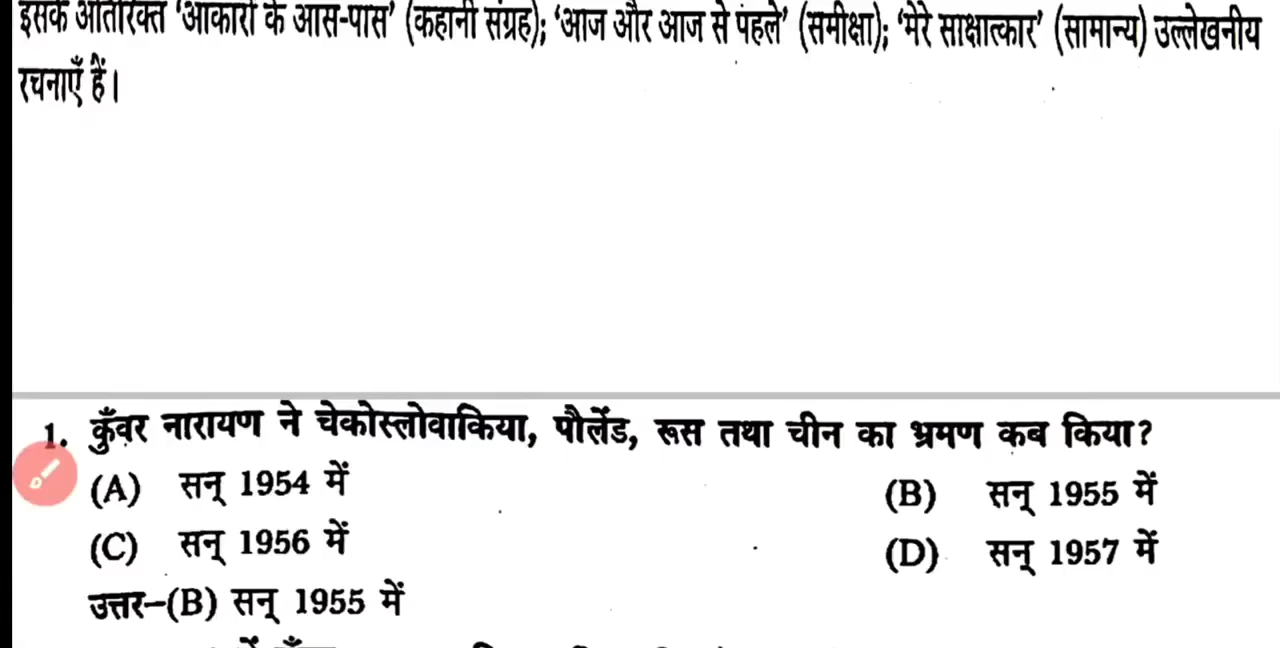 इसके अतिरिक्त ‘आकारों के आस-पास’ (कहानी संग्रह); ‘आज और आज से पहले’ (समीक्षा); ‘मेरे साक्षात्कार’ (सामान्य) उल्लेखनीय
रचनाएँ हैं।
1. कुँवर नारायण ने चेकोस्लोवाकिया, पौलेंड, रूस तथा चीन का भ्रमण कब किया?
(A) सन् 1954 में (B) सन् 1955 में
(C) सन् 1956 में (D) सन् 1957 में
उत्तर–(B) सन् 1955 में